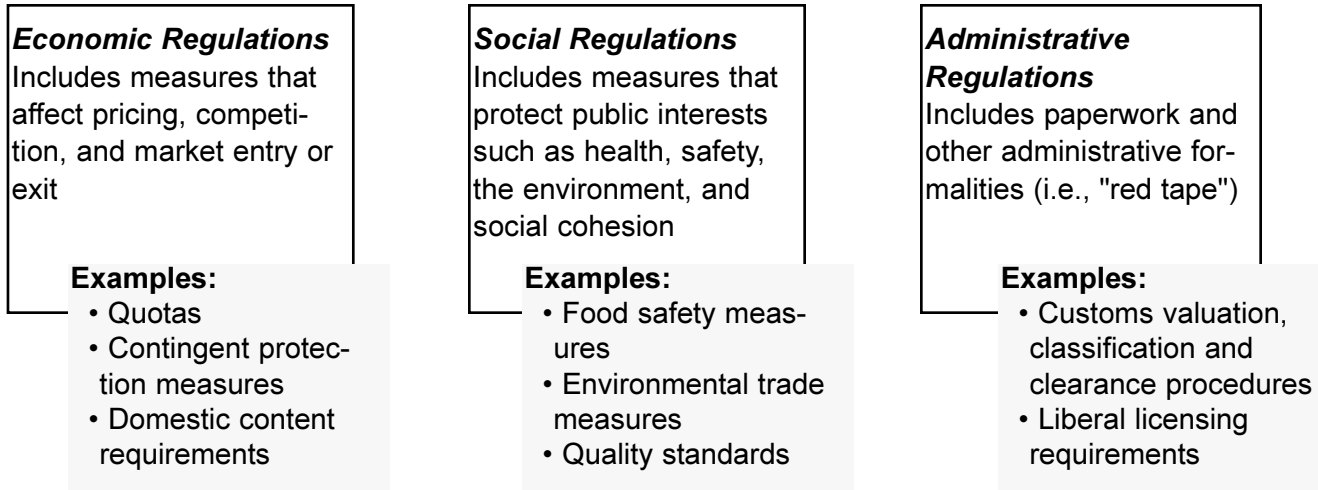 Economic Regulations
Includes measures that
affect pricing, competi-
tion, and market entry or
exit
Examples:
• Quotas
• Contingent protec-
tion measures
• Domestic content
requirements
Social Regulations
Includes measures that
protect public interests
such as health, safety,
the environment, and
social cohesion
Examples:
• Food safety meas-
ures
• Environmental trade
measures
• Quality standards
Administrative
Regulations
Includes paperwork and
other administrative for-
malities (i.e., "red tape")
Examples:
• Customs valuation,
classification and
clearance procedures
• Liberal licensing
requirements